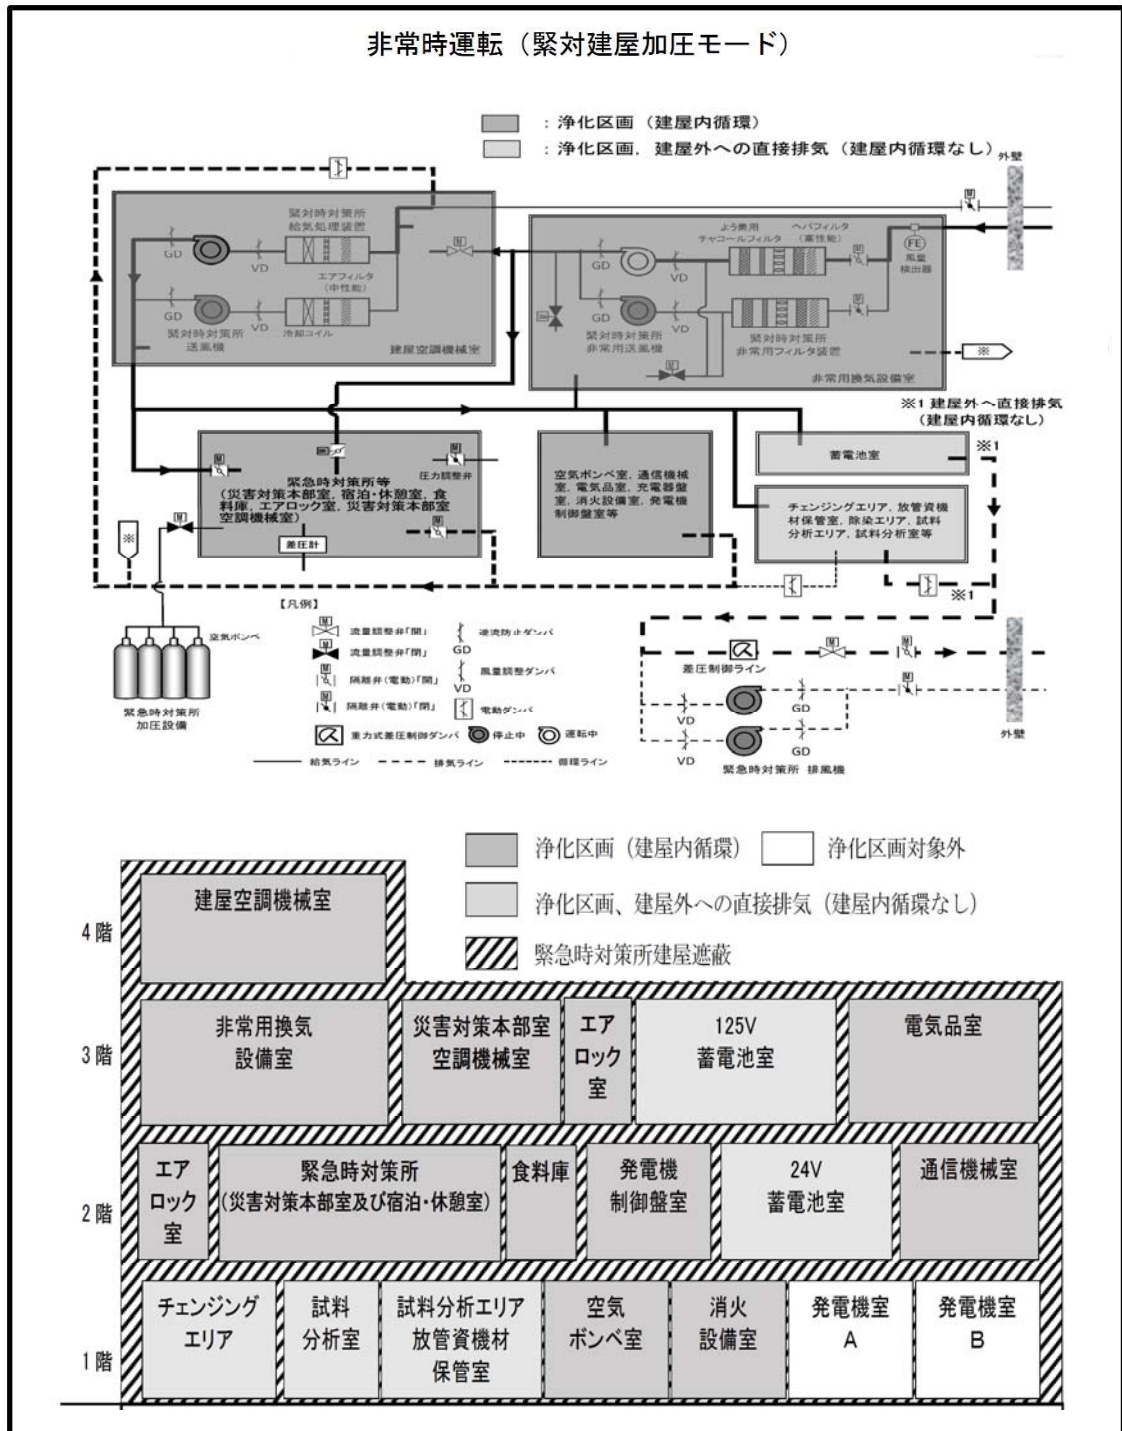 非常時運転（緊対建屋加圧モード）
：浄化区画（建屋内循環）
：浄化区画，建屋外への直接排気（建屋内循環なし）
外壁
緊対時対策所
給気処理装置
GD
VD
エアフィルタ
（中性能）
GD
VD
冷却コイル
緊対時対策所
送風機
建屋空調機械室
M
M
よう素用
チャコールフィルタ
ヘパフィルタ
（高性能）
M
FE
風量
検出器
GD
VD
M
GD
VD
緊対時対策所
非常用送風機
緊対時対策所
非常用フィルタ装置
※
非常用換気設備室
※1 建屋外へ直接排気
（建屋内循環なし）
※1
M
M
圧力調整弁
緊急時対策所等
（災害対策本部室，宿泊・休憩室，食
料庫，エアロック室，災害対策本部室
空調機械室）
M
差圧計
空気ボンベ室，通信機械
室，電気品室，充電器盤
室，消火設備室，発電機
制御盤室等
蓄電池室
チェンジングエリア，放管資機
材保管室，除染エリア，試料
分析エリア，試料分析室等
※
M
※1
空気ボンベ
緊急時対策所
加圧設備
【凡例】
M
流量調整弁「開」
M
流量調整弁「閉」
M
隔離弁（電動）「開」
M
隔離弁（電動）「閉」
GD
逆流防止ダンパ
VD
風量調整ダンパ
電動ダンパ
重力式差圧制御ダンパ
停止中
運転中
給気ライン
排気ライン
循環ライン
差圧制御ライン
M
M
M
VD
GD
VD
GD
緊急時対策所 排風機
外壁
浄化区画（建屋内循環）
浄化区画対象外
浄化区画、建屋外への直接排気（建屋内循環なし）
緊急時対策所建屋遮蔽
4階
建屋空調機械室
3階
非常用換気
設備室
災害対策本部室
空調機械室
エア
ロック
室
125V
蓄電池室
電気品室
2階
エア
ロック
室
緊急時対策所
（災害対策本部室及び宿泊・休憩室）
食料庫
発電機
制御盤室
24V
蓄電池室
通信機械室
1階
チェンジング
エリア
試料
分析室
試料分析エリア
放管資機材
保管室
空気
ボンベ室
消火
設備室
発電機室
A
発電機室
B